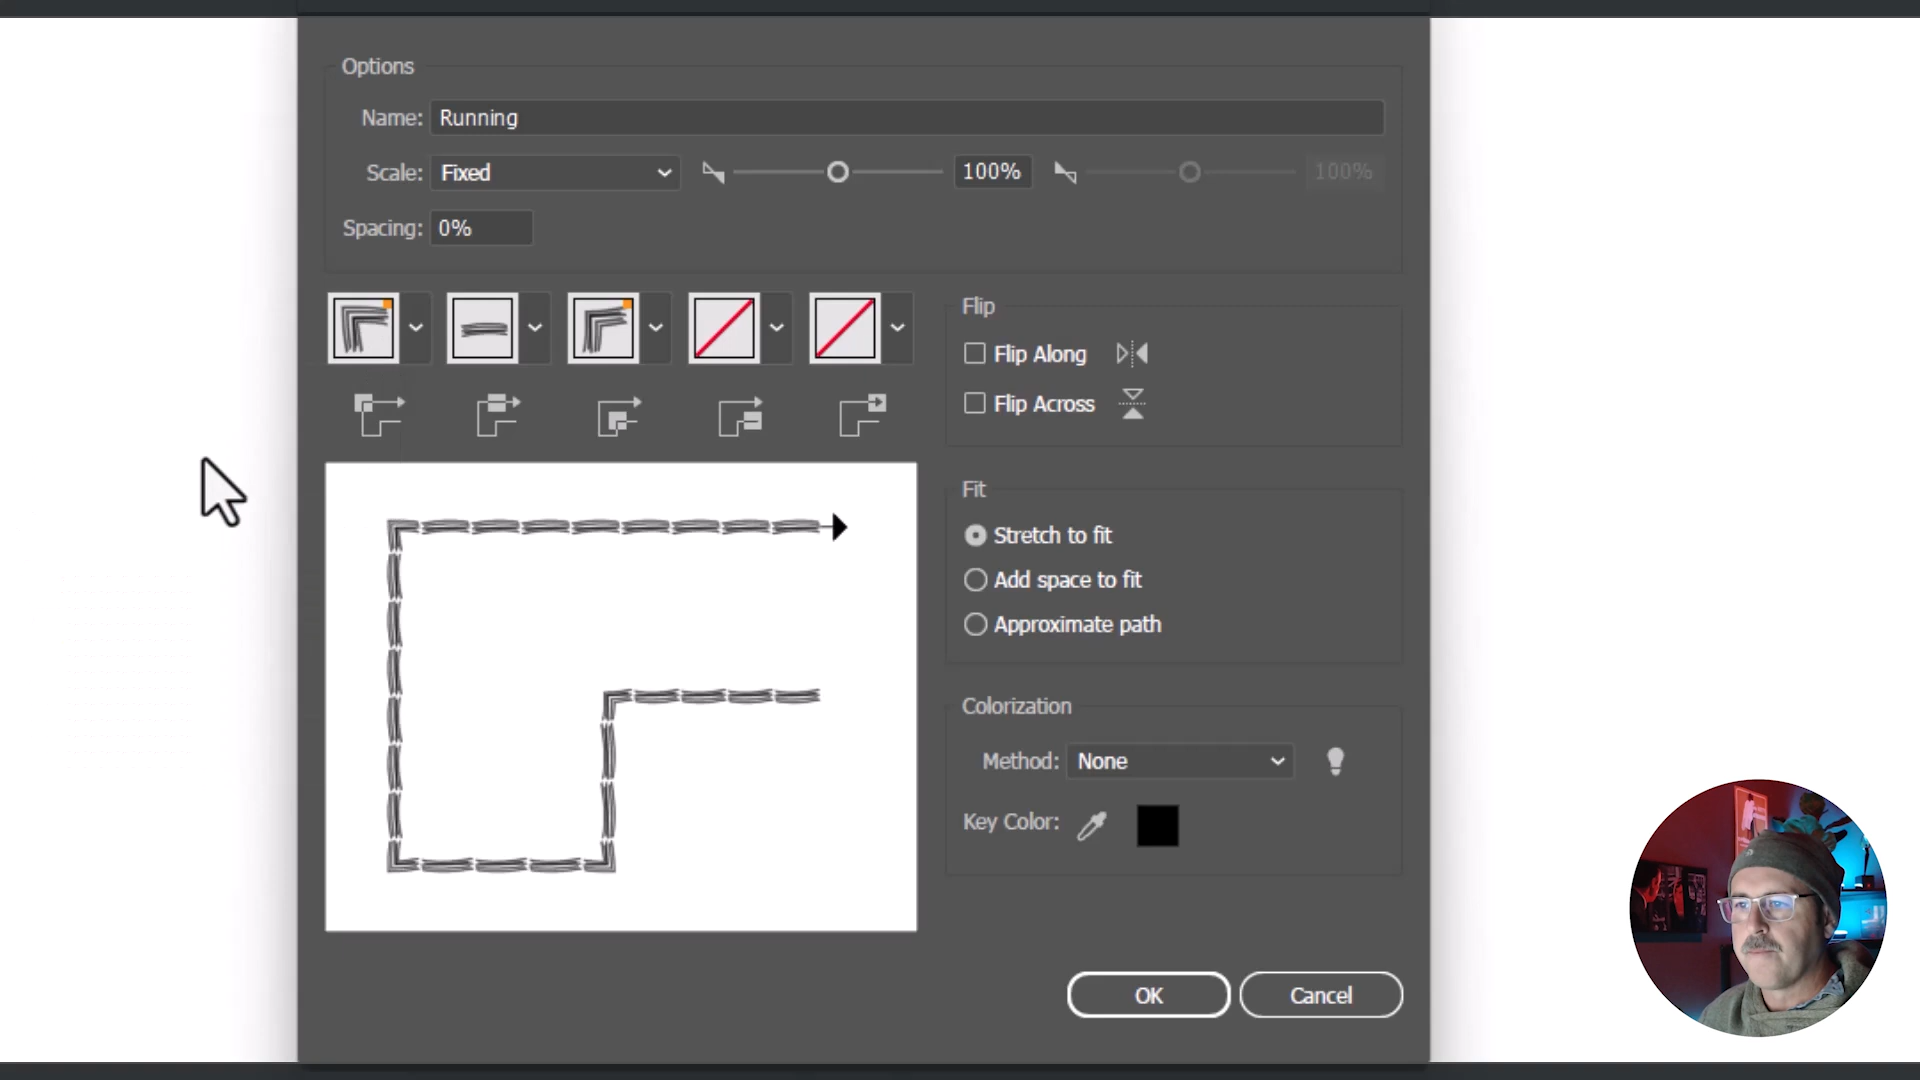 Options
Name: Running
Scale: Fixed 100% 100%
Spacing: 0%
Flip
Flip Along
Flip Across
Fit
Stretch to fit
Add space to fit
Approximate path
Colorization
Method: None
Key Color:
OK Cancel